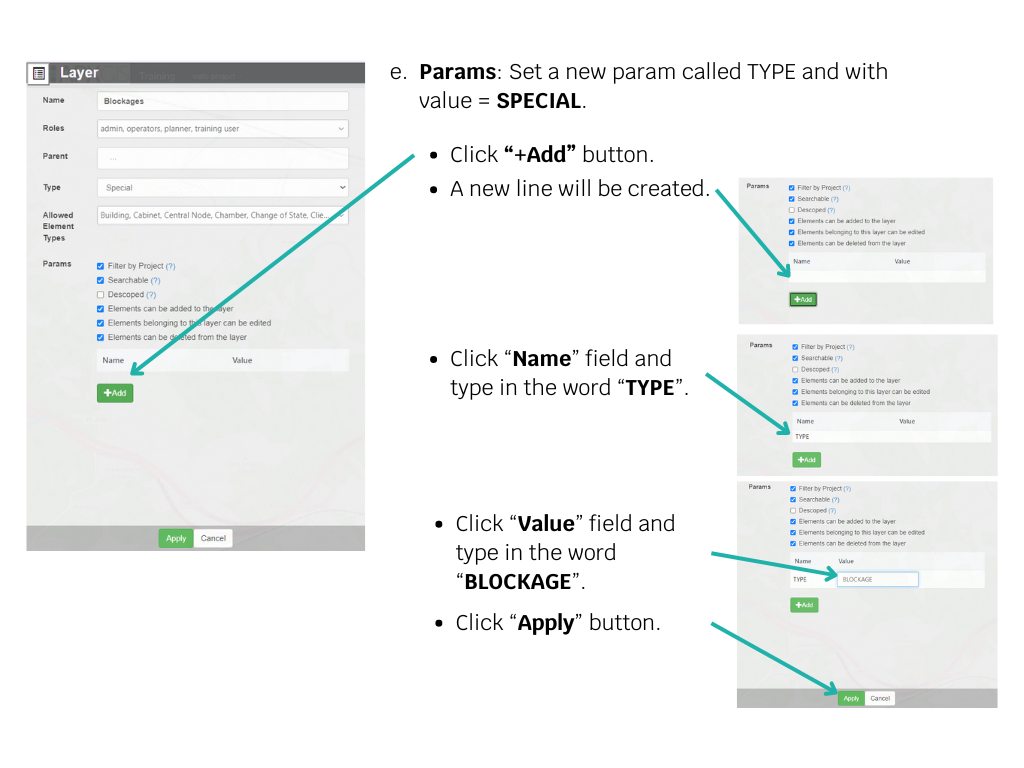 Layer
Name
Blockages
Roles
admin, operators, planner, training user
Parent
...
Type
Special
Allowed
Element
Types
Building, Cabinet, Central Node, Chamber, Change of State, Clie...
Params
Filter by Project (?)
Searchable (?)
Descoped (?)
Elements can be added to the layer
Elements belonging to this layer can be edited
Elements can be deleted from the layer
Name Value
+Add
Apply Cancel
e. Params: Set a new param called TYPE and with
value = SPECIAL.
• Click “+Add” button.
• A new line will be created.
Params
Filter by Project (?)
Searchable (?)
Descoped (?)
Elements can be added to the layer
Elements belonging to this layer can be edited
Elements can be deleted from the layer
Name Value
+Add
• Click “Name” field and
type in the word “TYPE”.
Params
Filter by Project (?)
Searchable (?)
Descoped (?)
Elements can be added to the layer
Elements belonging to this layer can be edited
Elements can be deleted from the layer
Name Value
TYPE
+Add
• Click “Value” field and
type in the word
“BLOCKAGE”.
• Click “Apply” button.
Params
Filter by Project (?)
Searchable (?)
Descoped (?)
Elements can be added to the layer
Elements belonging to this layer can be edited
Elements can be deleted from the layer
Name Value
TYPE BLOCKAGE
+Add
Apply Cancel